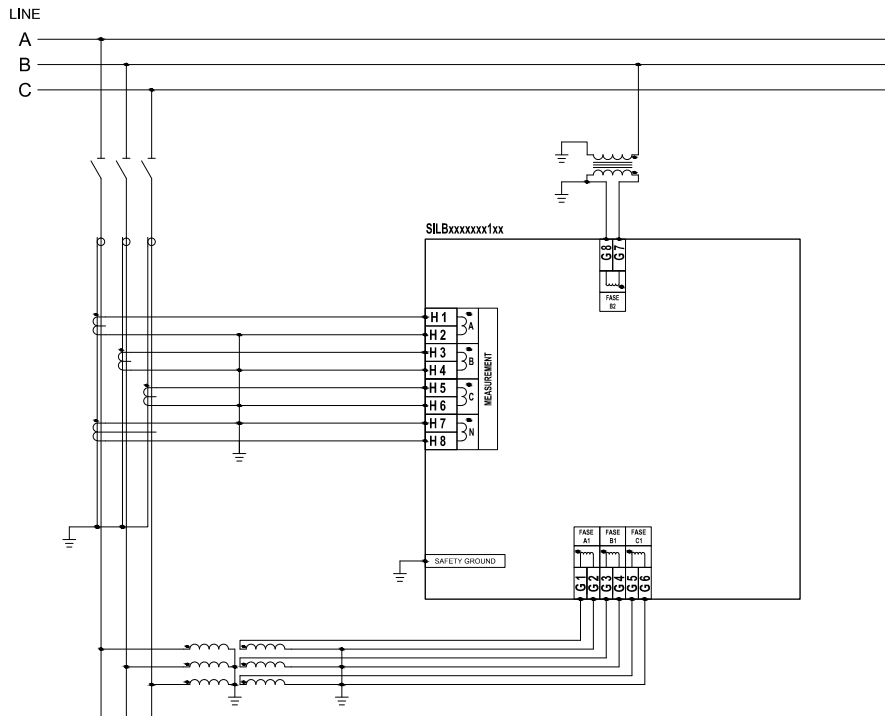 LINE
A
B
C
SILBxxxxxxx1xx
G8
G7
FASE
B2
H1
H2
H3
H4
H5
H6
H7
H8
A
B
C
N
MEASUREMENT
SAFETY GROUND
FASE
A1
FASE
B1
FASE
C1
G1
G2
G3
G4
G5
G6